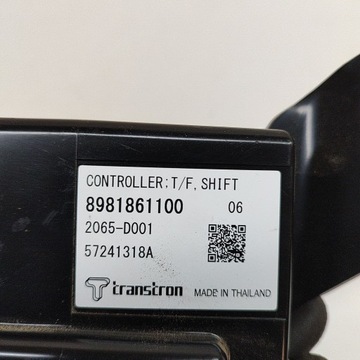 CONTROLLER:T/F,SHIFT
8981861100 06
2065-D001
57241318A
transtron MADE IN THAILAND